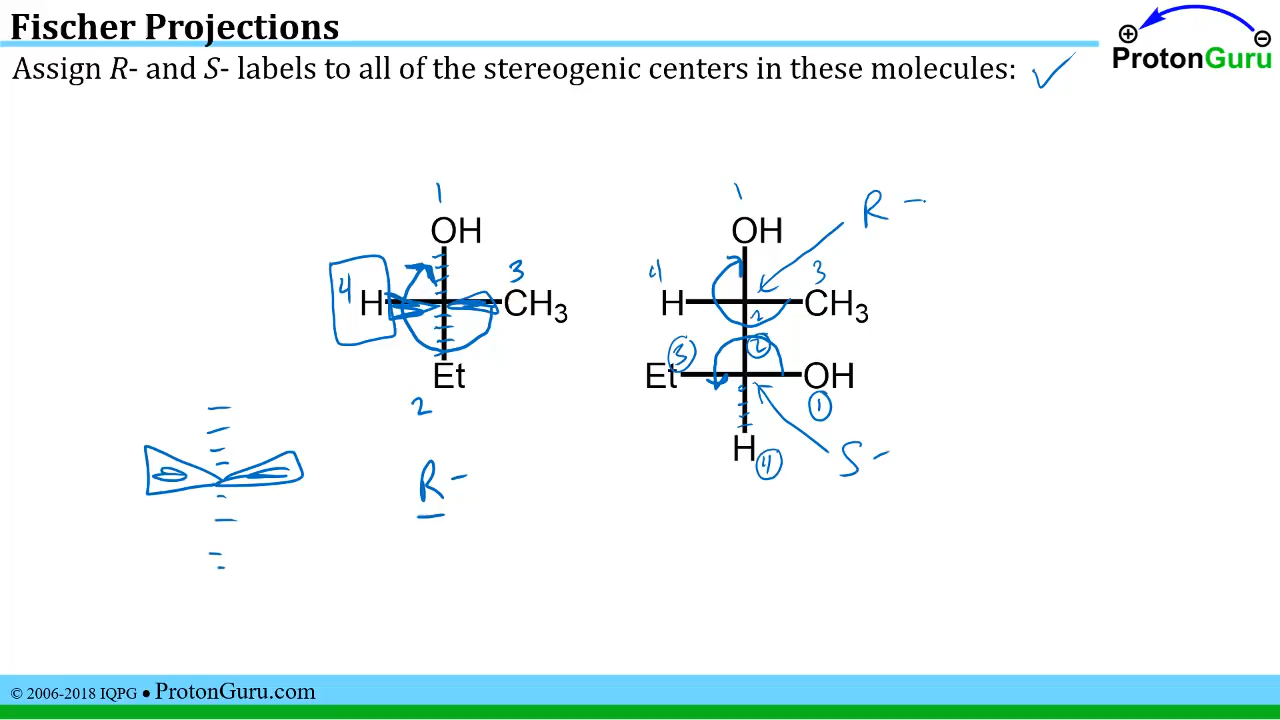 Fischer Projections
Assign R- and S- labels to all of the stereogenic centers in these molecules: ✓
⊕ ⊖
ProtonGuru
1 1 R -
OH OH
4 H 3 CH3 4 H 3 CH3
2
Et Et ③ ② OH
2 ①
H ④ S -
R -
© 2006-2018 IQPG ● ProtonGuru.com